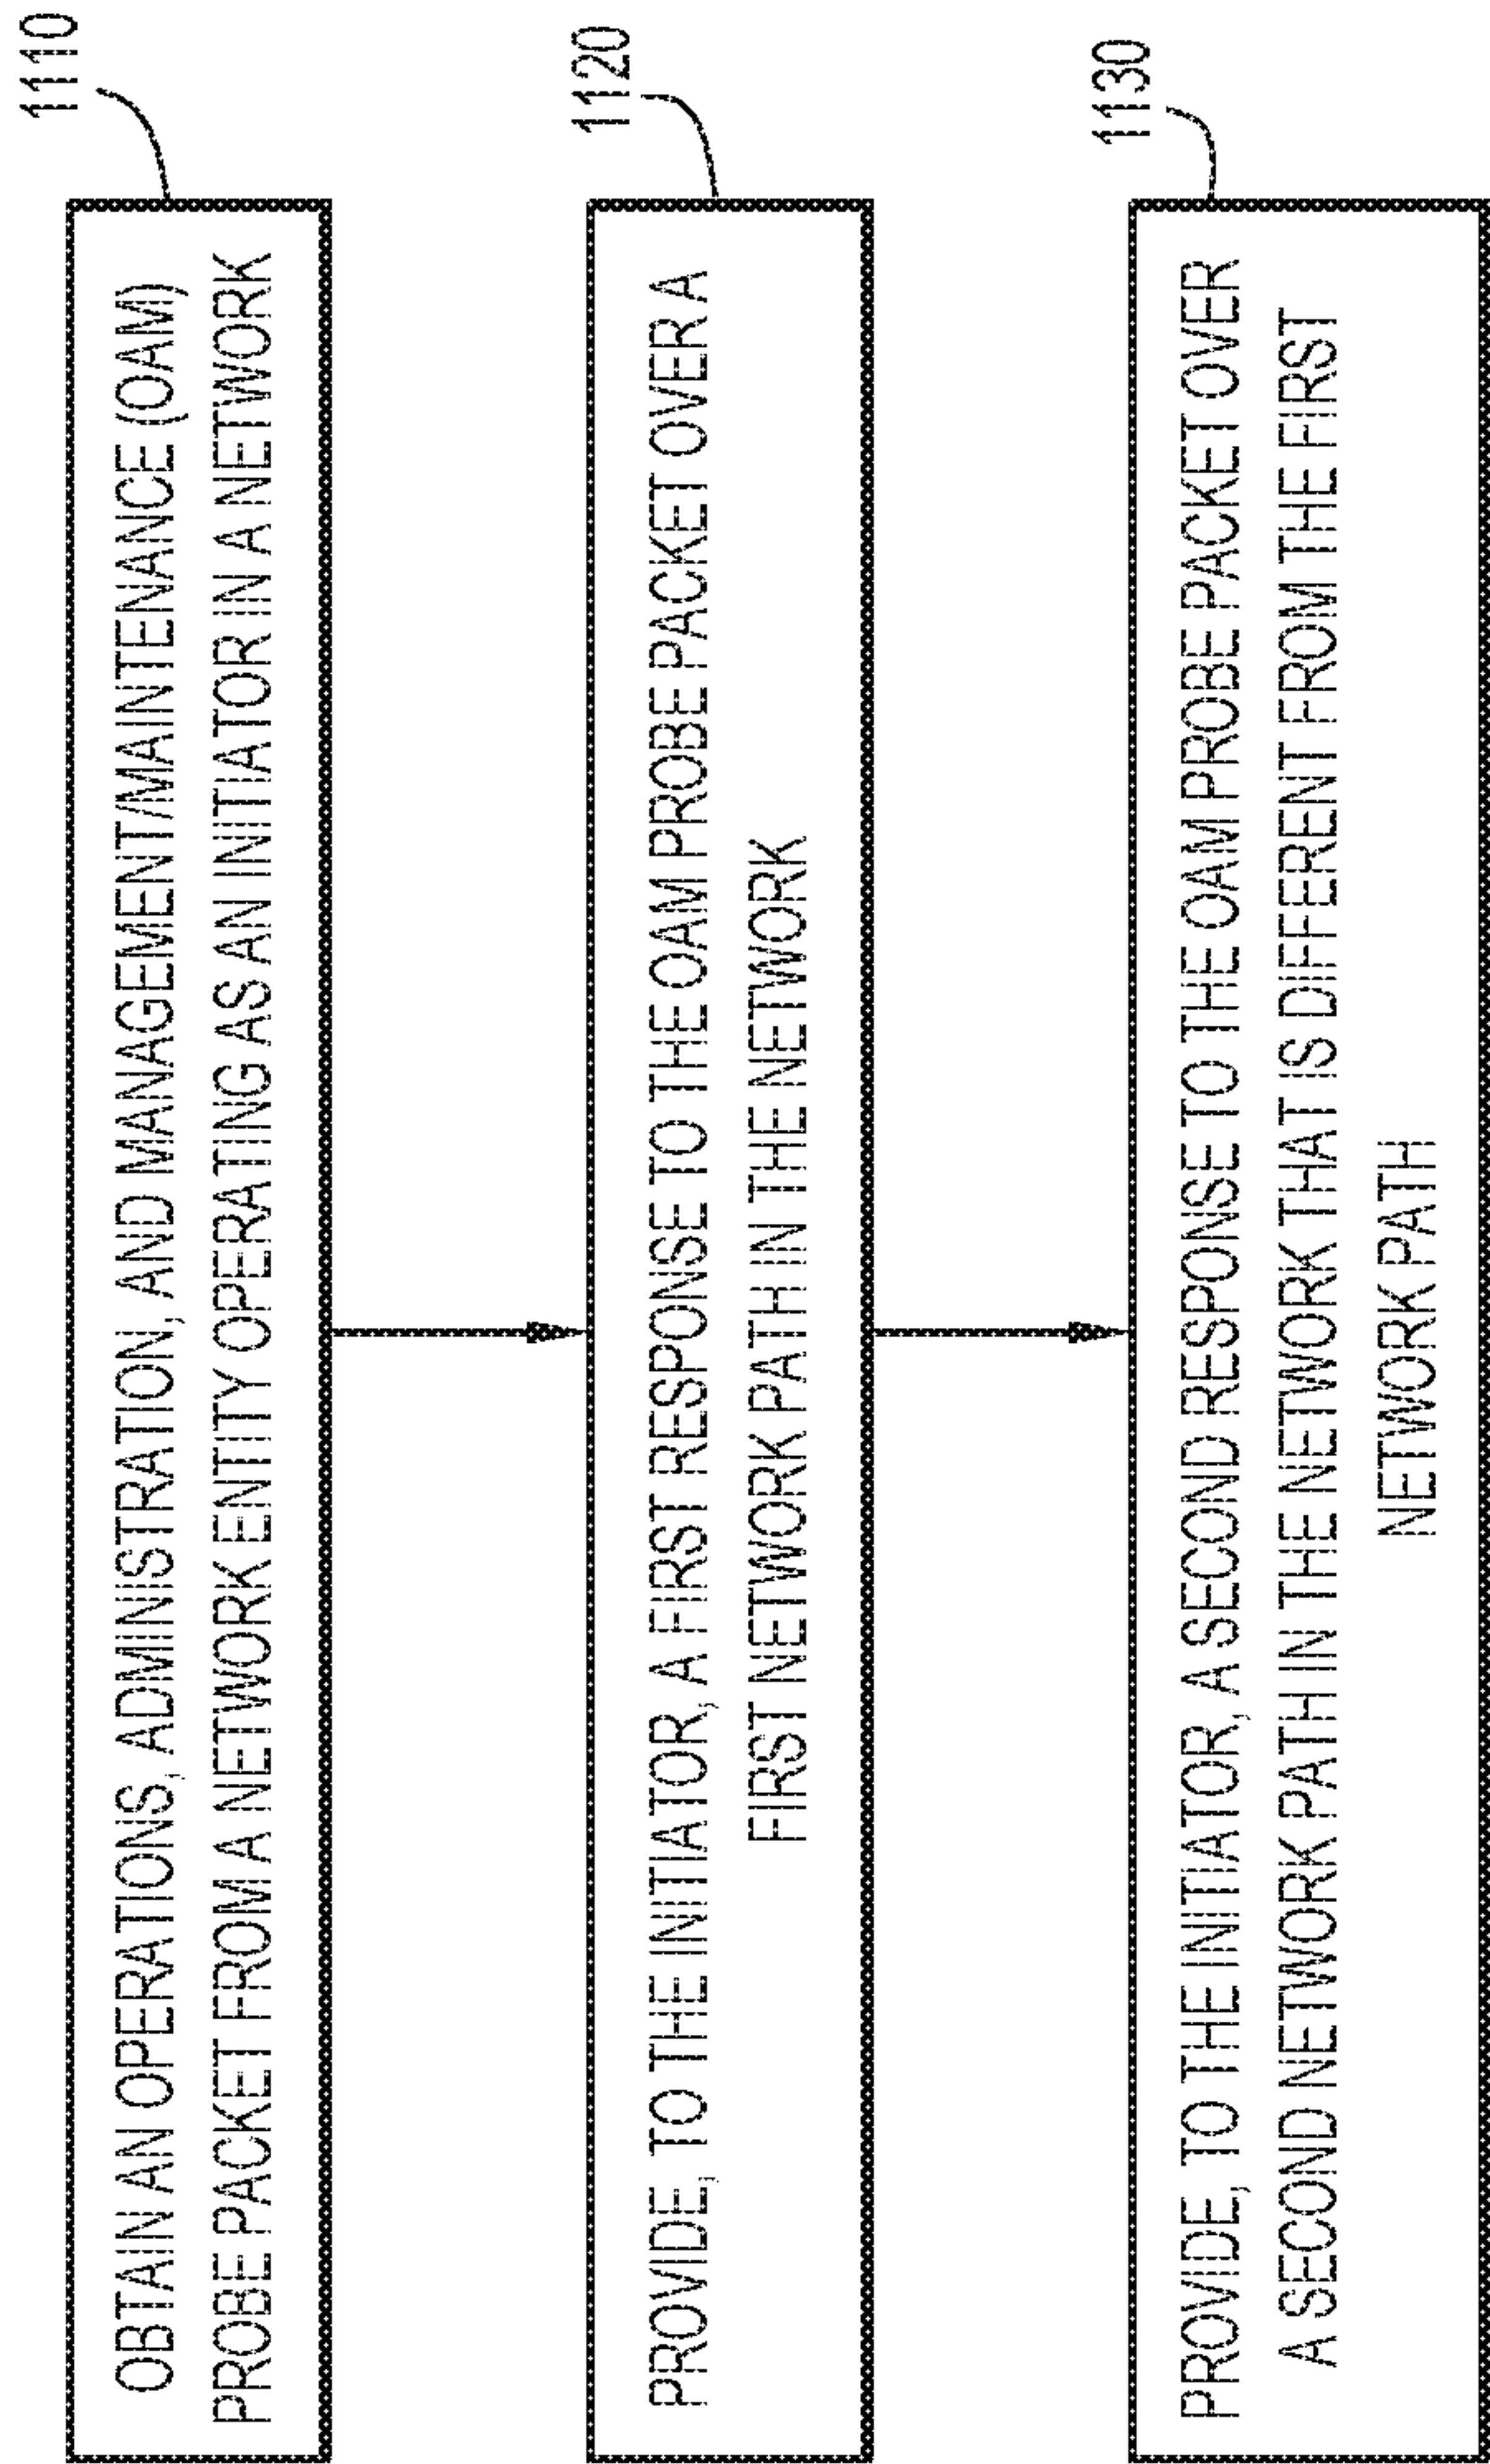 1110
OBTAIN AN OPERATIONS, ADMINISTRATION, AND MANAGEMENT/MAINTENANCE (OAM)
PROBE PACKET FROM A NETWORK ENTITY OPERATING AS AN INITIATOR IN A NETWORK
1120
PROVIDE, TO THE INITIATOR, A FIRST RESPONSE TO THE OAM PROBE PACKET OVER A
FIRST NETWORK PATH IN THE NETWORK
1130
PROVIDE, TO THE INITIATOR, A SECOND RESPONSE TO THE OAM PROBE PACKET OVER
A SECOND NETWORK PATH IN THE NETWORK THAT IS DIFFERENT FROM THE FIRST
NETWORK PATH